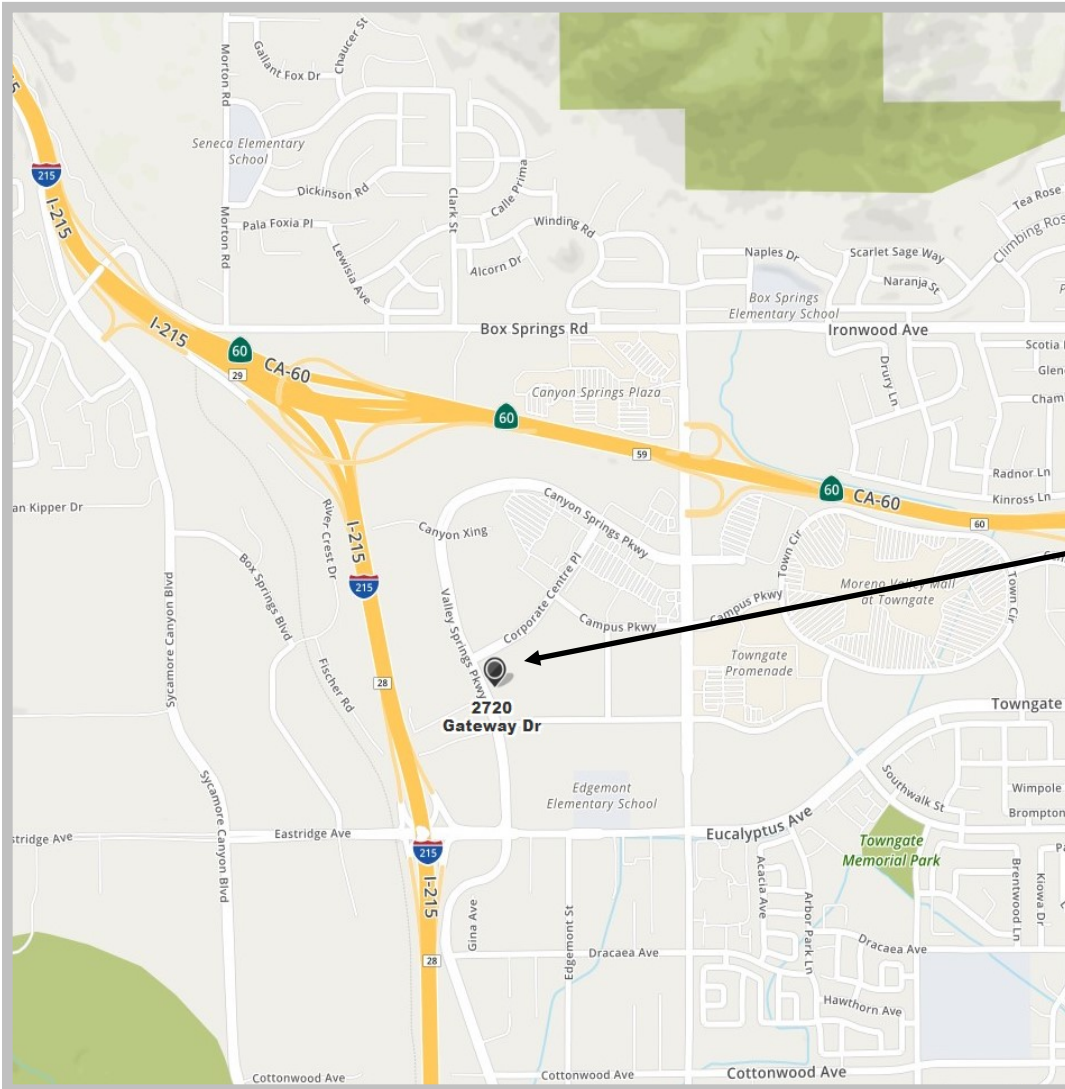 Chaucer St
Gallant Fox Dr
Morton Rd
Seneca Elementary
School
215
Dickinson Rd
Calle Prima
Clark St
Tea Rose
I-215
Morton Rd
Pala Foxia Pl
Winding Rd
Climbing Ros
Lewisia Ave
Alcorn Dr
Naples Dr
Scarlet Sage Way
Naranja St
Box Springs
Elementary School
I-215
Box Springs Rd
Ironwood Ave
60
CA-60
29
Scotia
Drury Ln
Glen
Canyon Springs Plaza
Cham
60
59
Radnor Ln
60
CA-60
Kinross Ln
60
an Kipper Dr
River Crest Dr
I-215
Canyon Xing
Canyon Springs Pkwy
Town Cir
215
Box Springs Blvd
Sycamore Canyon Blvd
Valley Springs Pkwy
Corporate Centre Pl
Moreno Valley Mall
at Towngate
Town Cir
Campus Pkwy
Campus Pkwy
Fischer Rd
28
Towngate
Promenade
2720
Gateway Dr
Towngate
Southwalk St
Edgemont
Elementary School
Wimpole
Brompton
Sycamore Canyon Blvd
stridge Ave
Eastridge Ave
Eucalyptus Ave
Towngate
Memorial Park
215
I-215
Gina Ave
Edgemont St
Acacia Ave
Arbor Park Ln
Brentwood Ln
Kiowa Dr
28
Dracaea Ave
Dracaea Ave
Hawthorn Ave
Cottonwood Ave
Cottonwood Ave
Cottonwood Ave